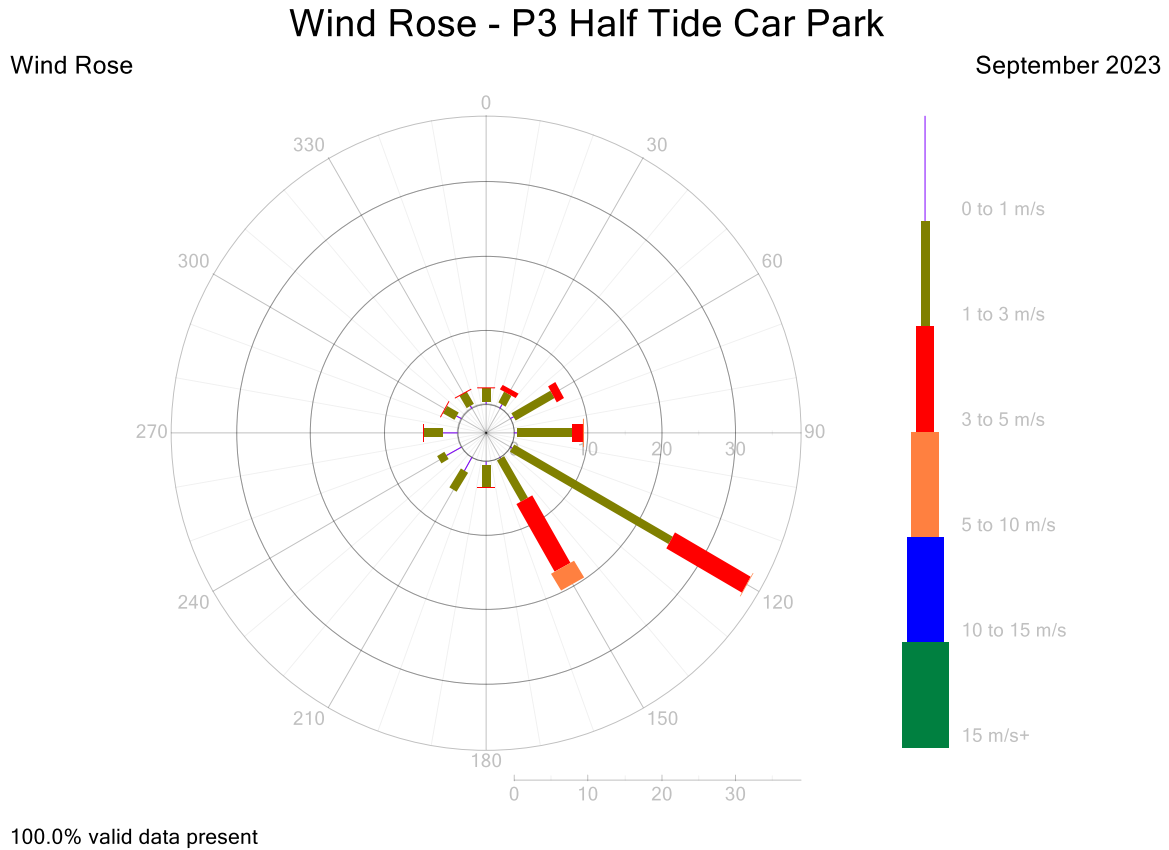 Wind Rose - P3 Half Tide Car Park
Wind Rose
September 2023
0
330
30
300
60
270
90
0
10
20
30
240
120
210
150
180
0
10
20
30
0 to 1 m/s
1 to 3 m/s
3 to 5 m/s
5 to 10 m/s
10 to 15 m/s
15 m/s+
100.0% valid data present